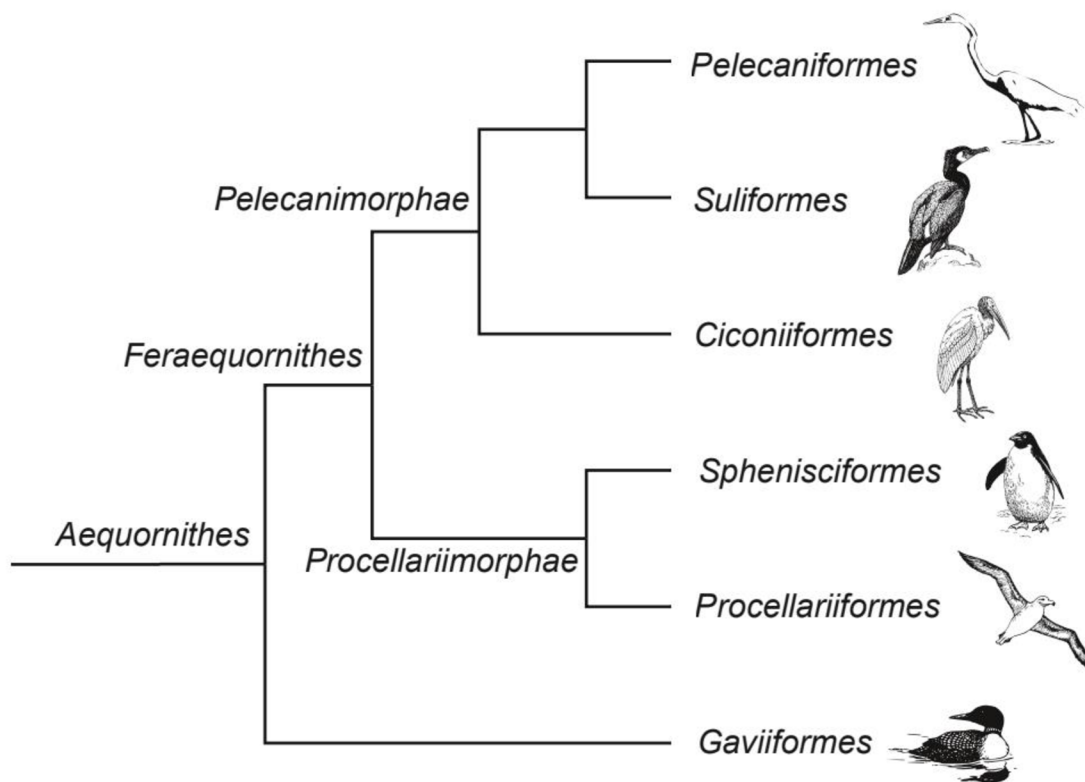 Pelecaniformes
Pelecanimorphae
Suliformes
Ciconiiformes
Feraequornithes
Sphenisciformes
Aequornithes
Procellariimorphae
Procellariiformes
Gaviiformes